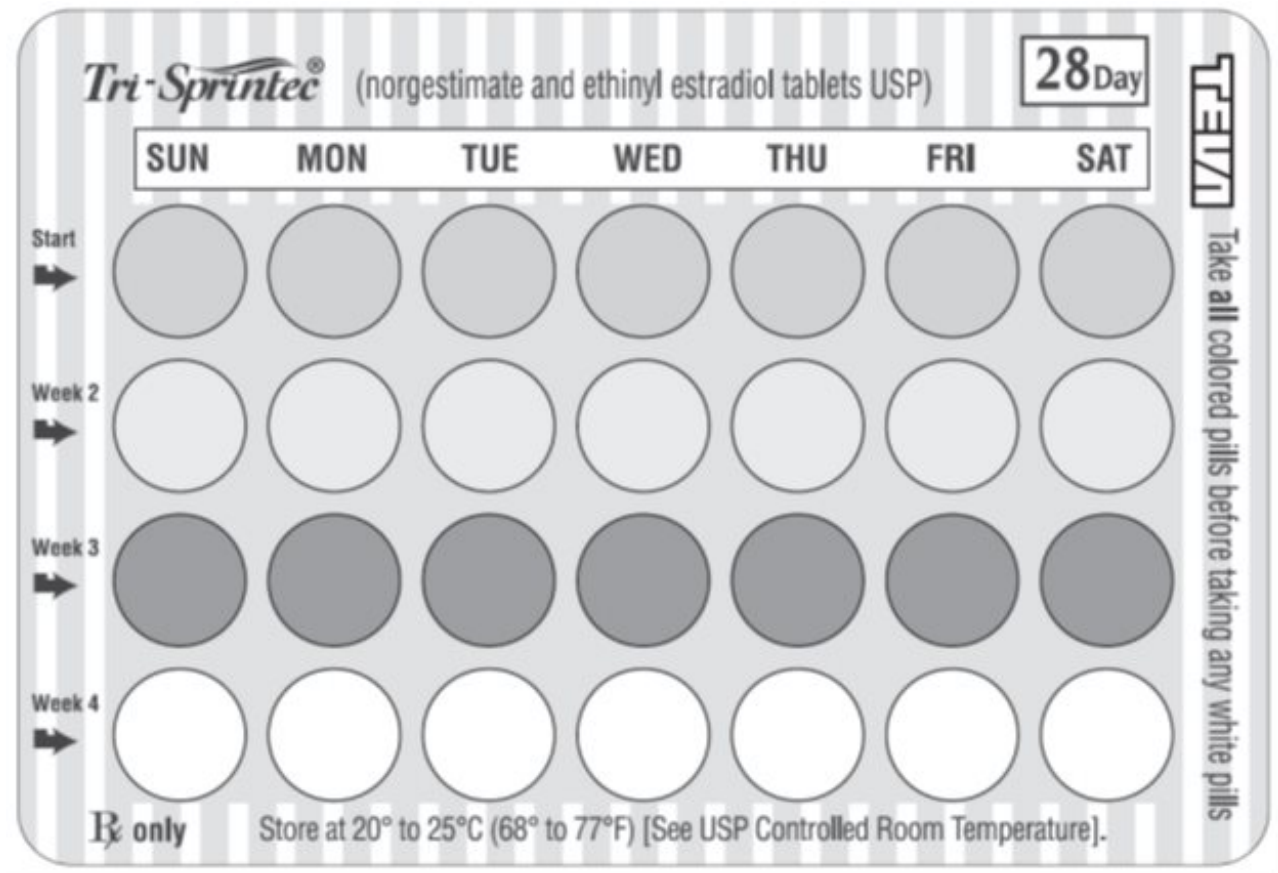 Tri-Sprintec® (norgestimate and ethinyl estradiol tablets USP)
28 Day
SUN MON TUE WED THU FRI SAT
Start
Week 2
Week 3
Week 4
℞ only
Store at 20° to 25°C (68° to 77°F) [See USP Controlled Room Temperature].
TEVA
Take all colored pills before taking any white pills